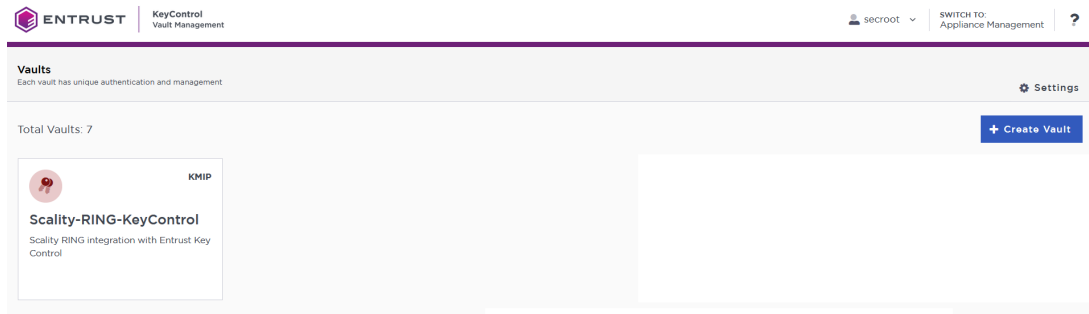 ENTRUST
KeyControl
Vault Management
secroot
SWITCH TO:
Appliance Management
?
Vaults
Each vault has unique authentication and management
Settings
Total Vaults: 7
+ Create Vault
KMIP
Scality-RING-KeyControl
Scality RING integration with Entrust Key
Control